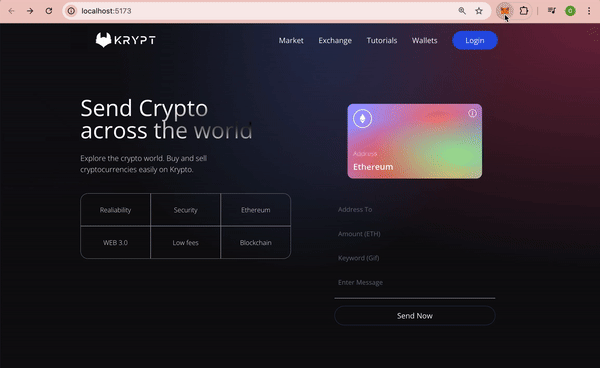 localhost:5173
KRYPT
Market
Exchange
Tutorials
Wallets
Login
Send Crypto
across the world
Explore the crypto world. Buy and sell
cryptocurrencies easily on Krypto.
Realiability
Security
Ethereum
WEB 3.0
Low fees
Blockchain
Address
Ethereum
Address To
Amount (ETH)
Keyword (Gif)
Enter Message
Send Now